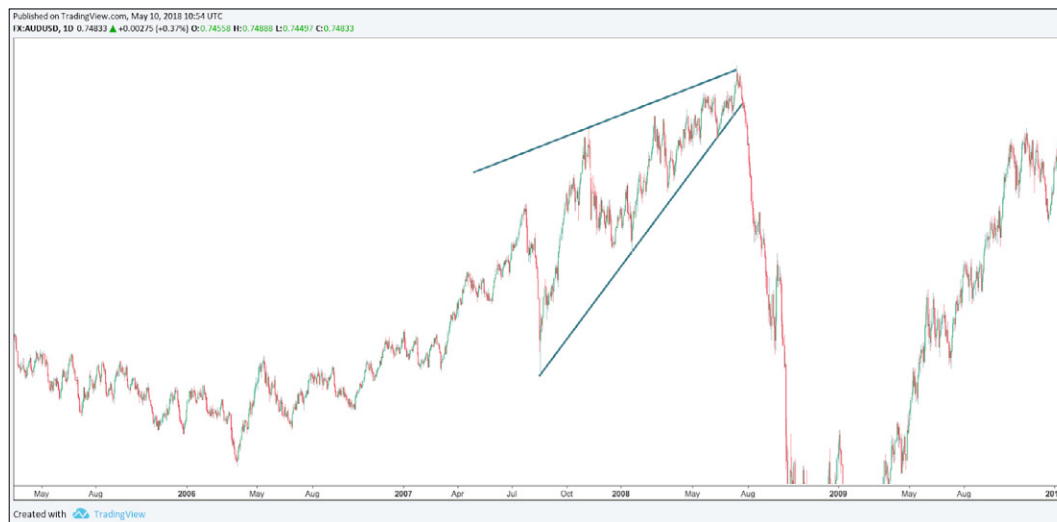 Published on TradingView.com, May 10, 2018 10:54 UTC
FX:AUDUSD, 1D 0.74833 ▲ +0.00275 (+0.37%) O:0.74558 H:0.74888 L:0.74497 C:0.74833
May Aug 2006 May Aug 2007 Apr Jul Oct 2008 May Aug 2009 May Aug 201
Created with TradingView